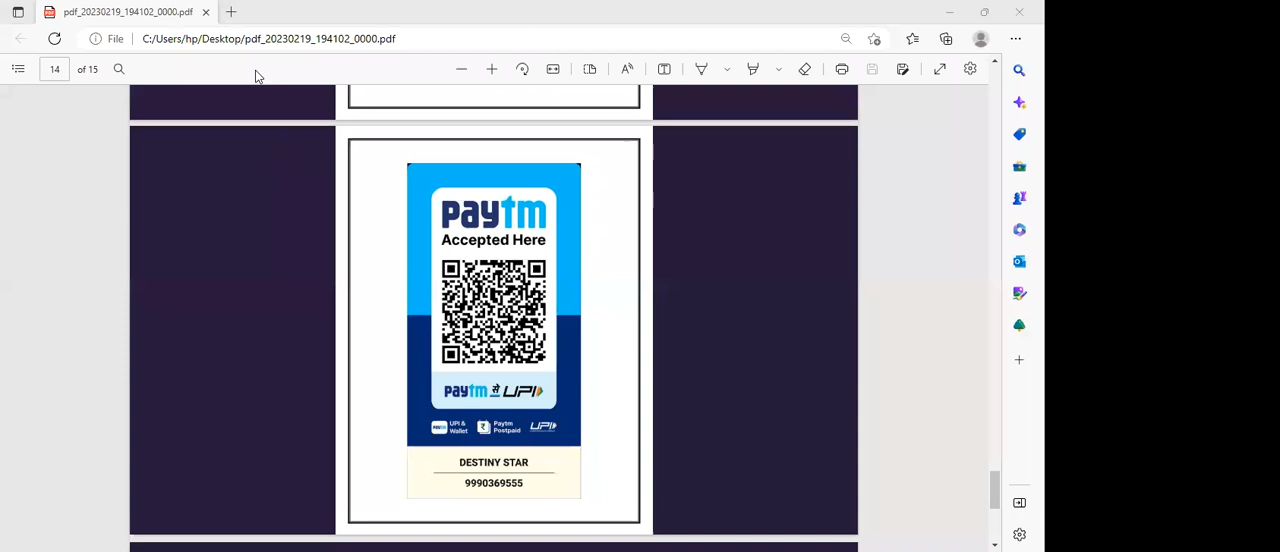 pdf_20230219_194102_0000.pdf
File
C:/Users/hp/Desktop/pdf_20230219_194102_0000.pdf
14 of 15
paytm
Accepted Here
paytm से UPI
paytm UPI & Wallet
Paytm Postpaid
UPI
DESTINY STAR
9990369555